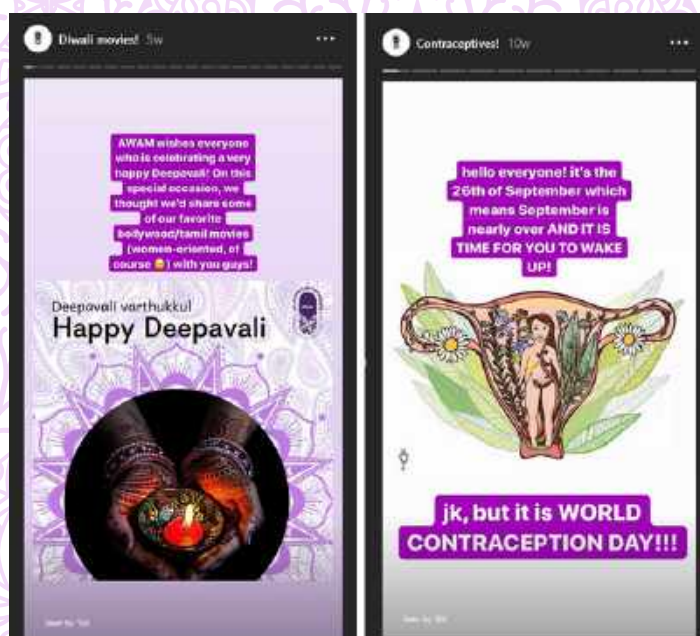 Diwali movies! 5w
AWAM wishes everyone
who is celebrating a very
happy Deepavali! On this
special occasion, we
thought we'd share some
of our favorite
bollywood/tamil movies
(women-oriented, of
course 😉) with you guys!
Deepavali varthukkul
Happy Deepavali
Contraceptives! 10w
hello everyone! it's the
26th of September which
means September is
nearly over AND IT IS
TIME FOR YOU TO WAKE
UP!
jk, but it is WORLD
CONTRACEPTION DAY!!!